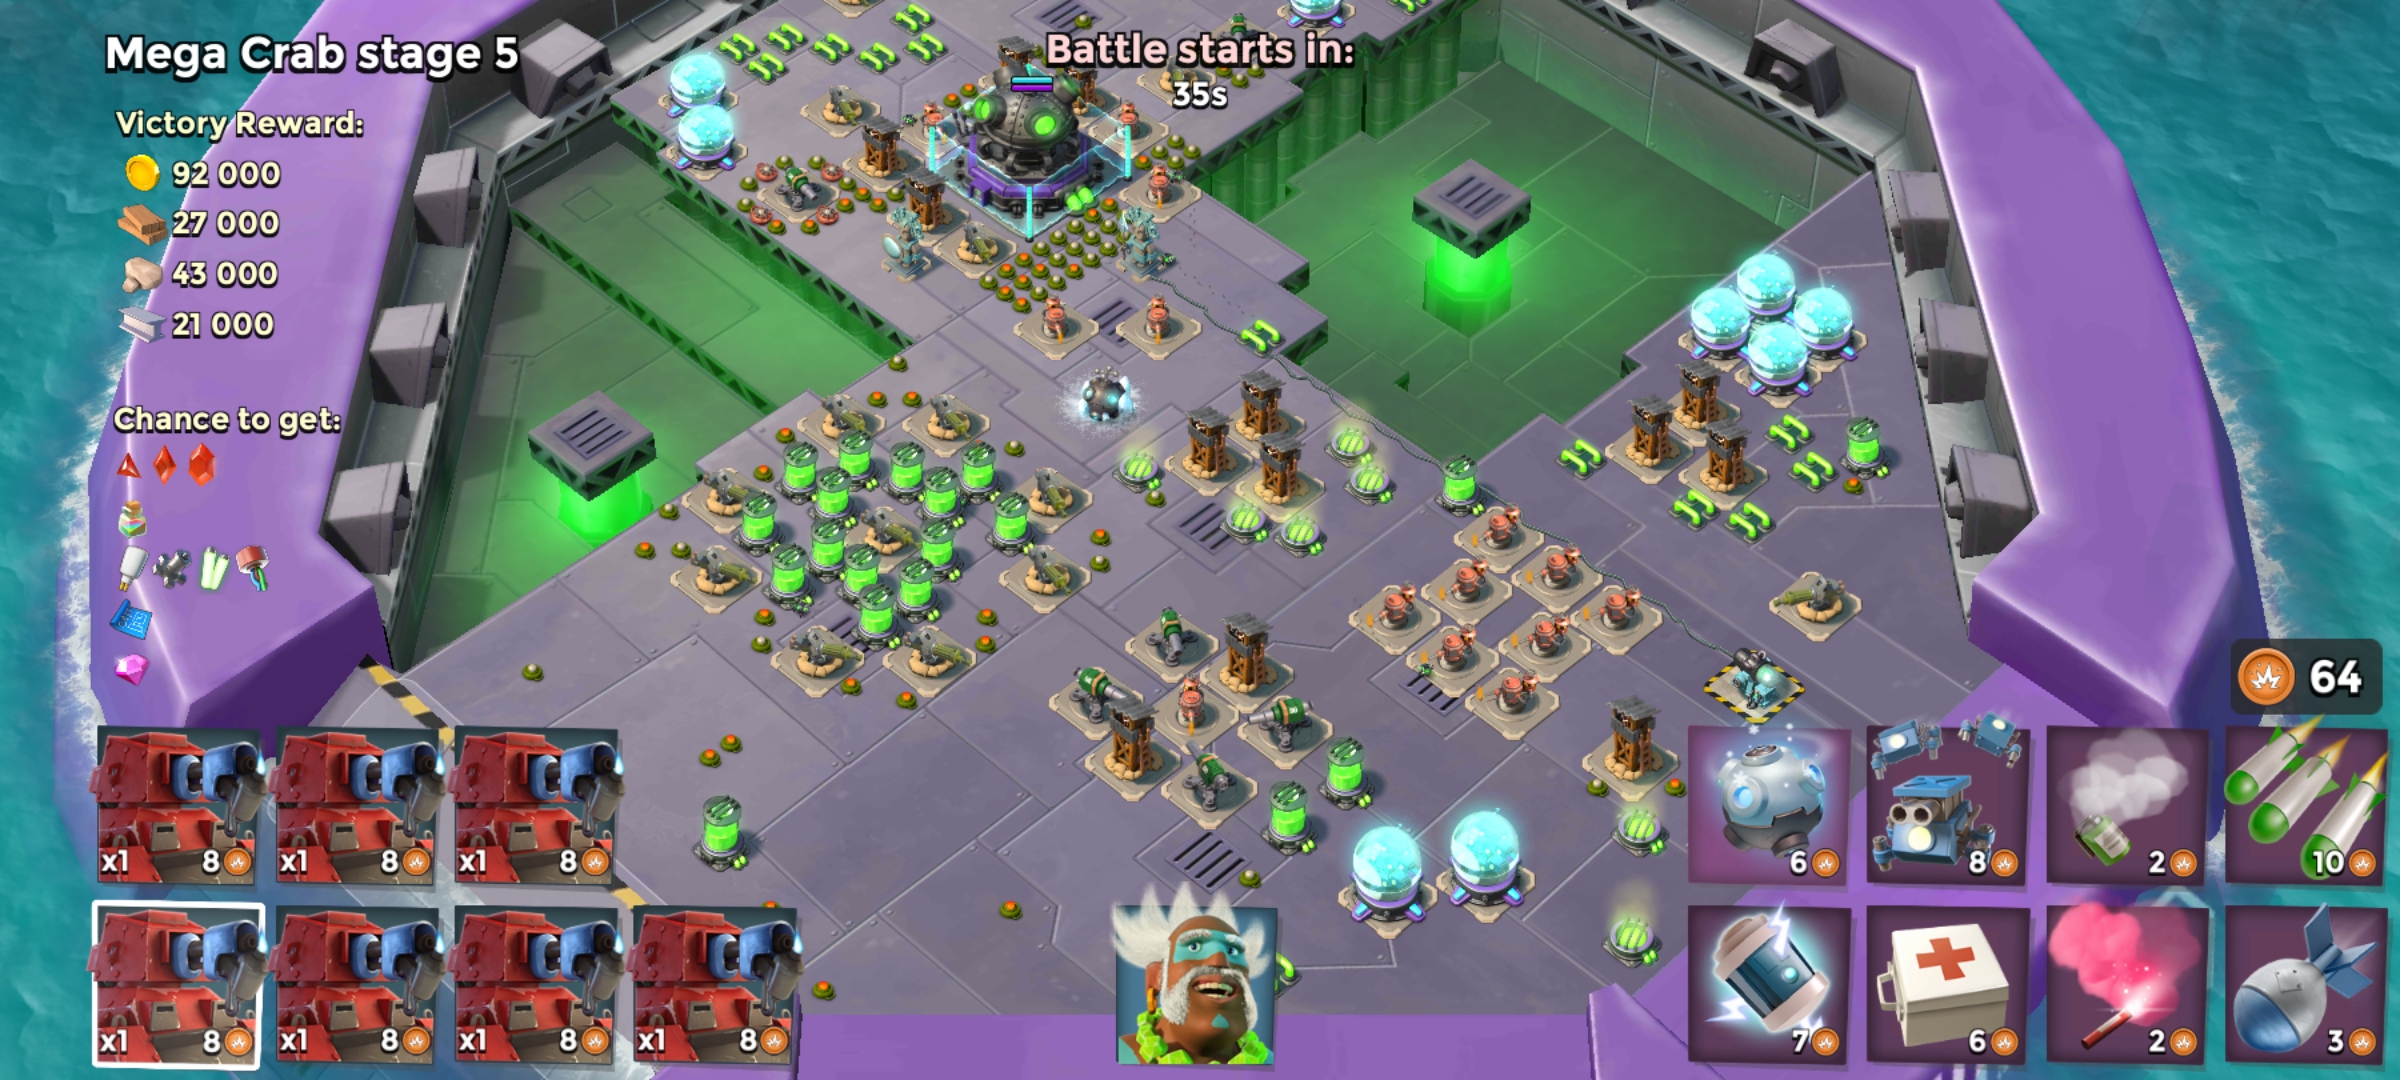 Mega Crab stage 5
Battle starts in:
35s
Victory Reward:
92 000
27 000
43 000
21 000
Chance to get:
64
x1 8
x1 8
x1 8
6
8
2
10
x1 8
x1 8
x1 8
x1 8
7
6
2
3